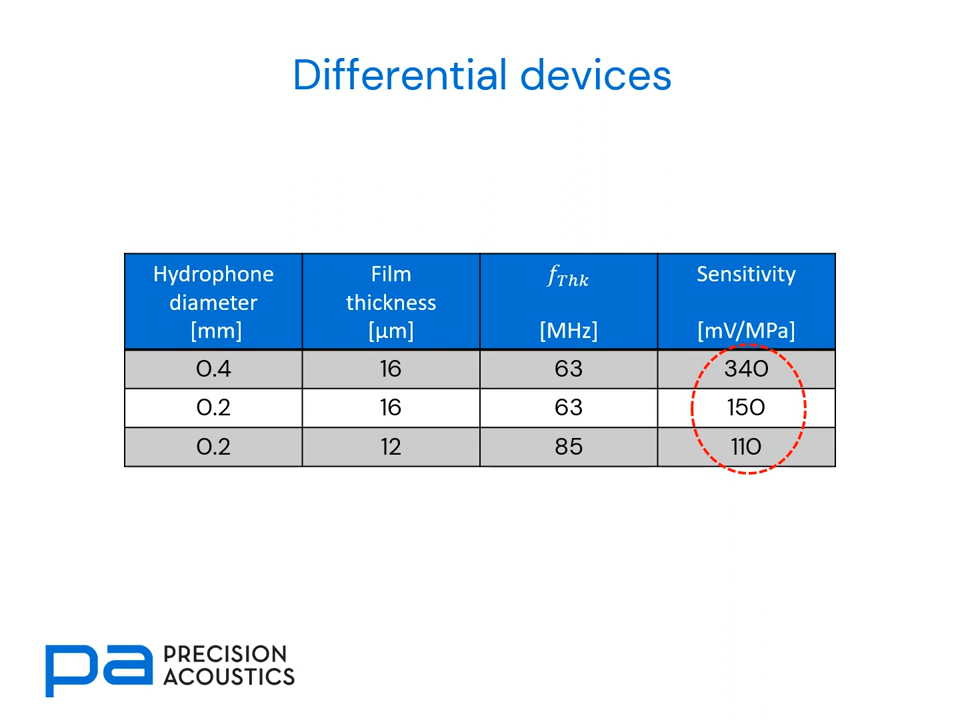 Differential devices
Hydrophone diameter [mm] Film thickness [µm] f_Thk [MHz] Sensitivity [mV/MPa]
0.4 16 63 340
0.2 16 63 150
0.2 12 85 110
pa PRECISION
ACOUSTICS